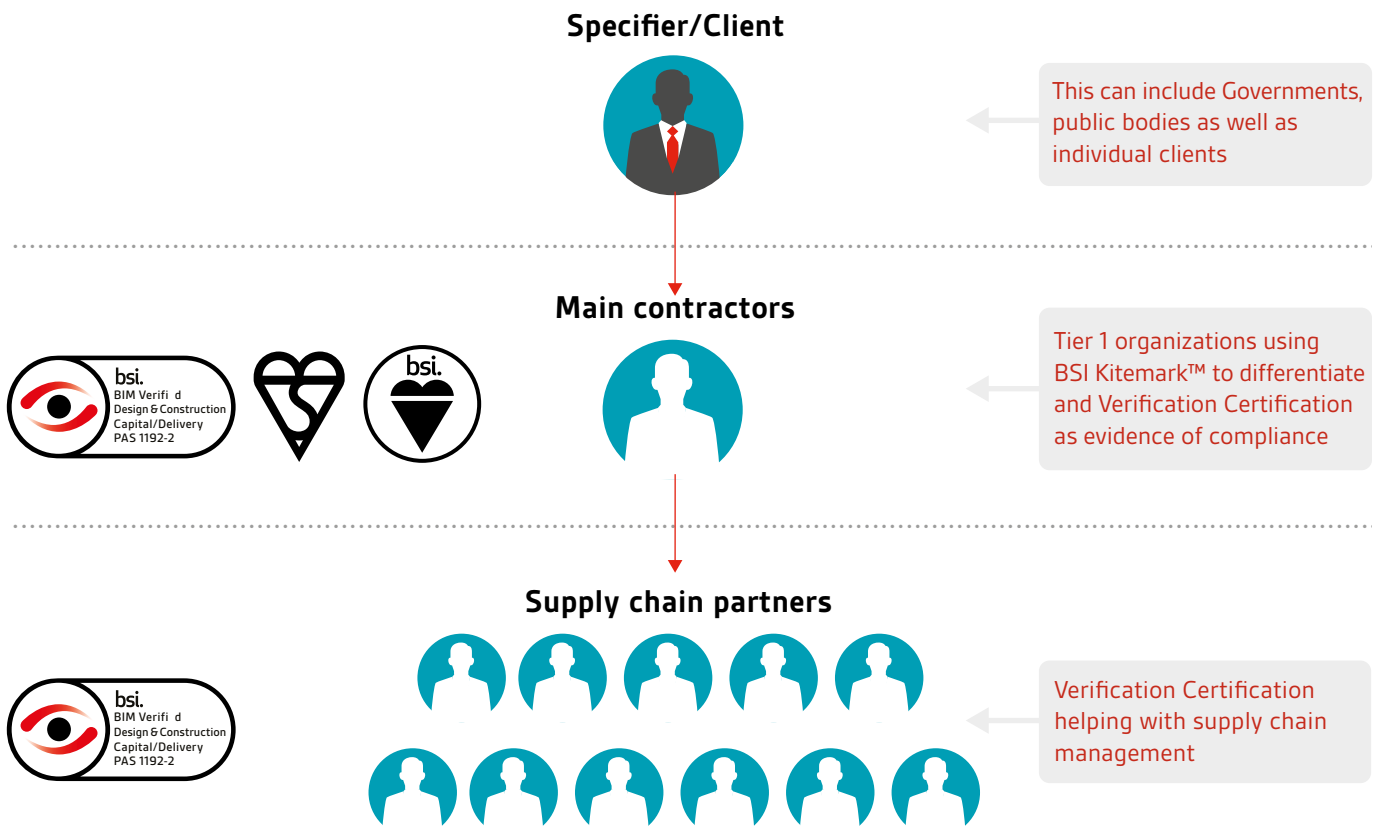 Specifier/Client
This can include Governments,
public bodies as well as
individual clients
Main contractors
bsi.
BIM Verifi d
Design & Construction
Capital/Delivery
PAS 1192-2
bsi.
Tier 1 organizations using
BSI Kitemark™ to differentiate
and Verification Certification
as evidence of compliance
Supply chain partners
bsi.
BIM Verifi d
Design & Construction
Capital/Delivery
PAS 1192-2
Verification Certification
helping with supply chain
management